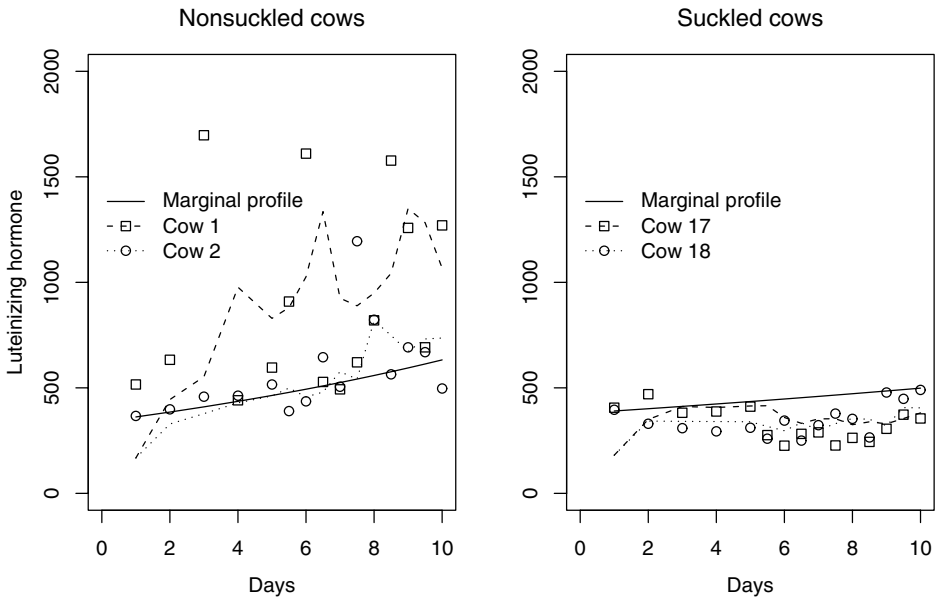 Nonsuckled cows
Luteinizing hormone
2000
1500
1000
500
0
Marginal profile
Cow 1
Cow 2
0 2 4 6 8 10
Days
Suckled cows
2000
1500
1000
500
0
Marginal profile
Cow 17
Cow 18
0 2 4 6 8 10
Days